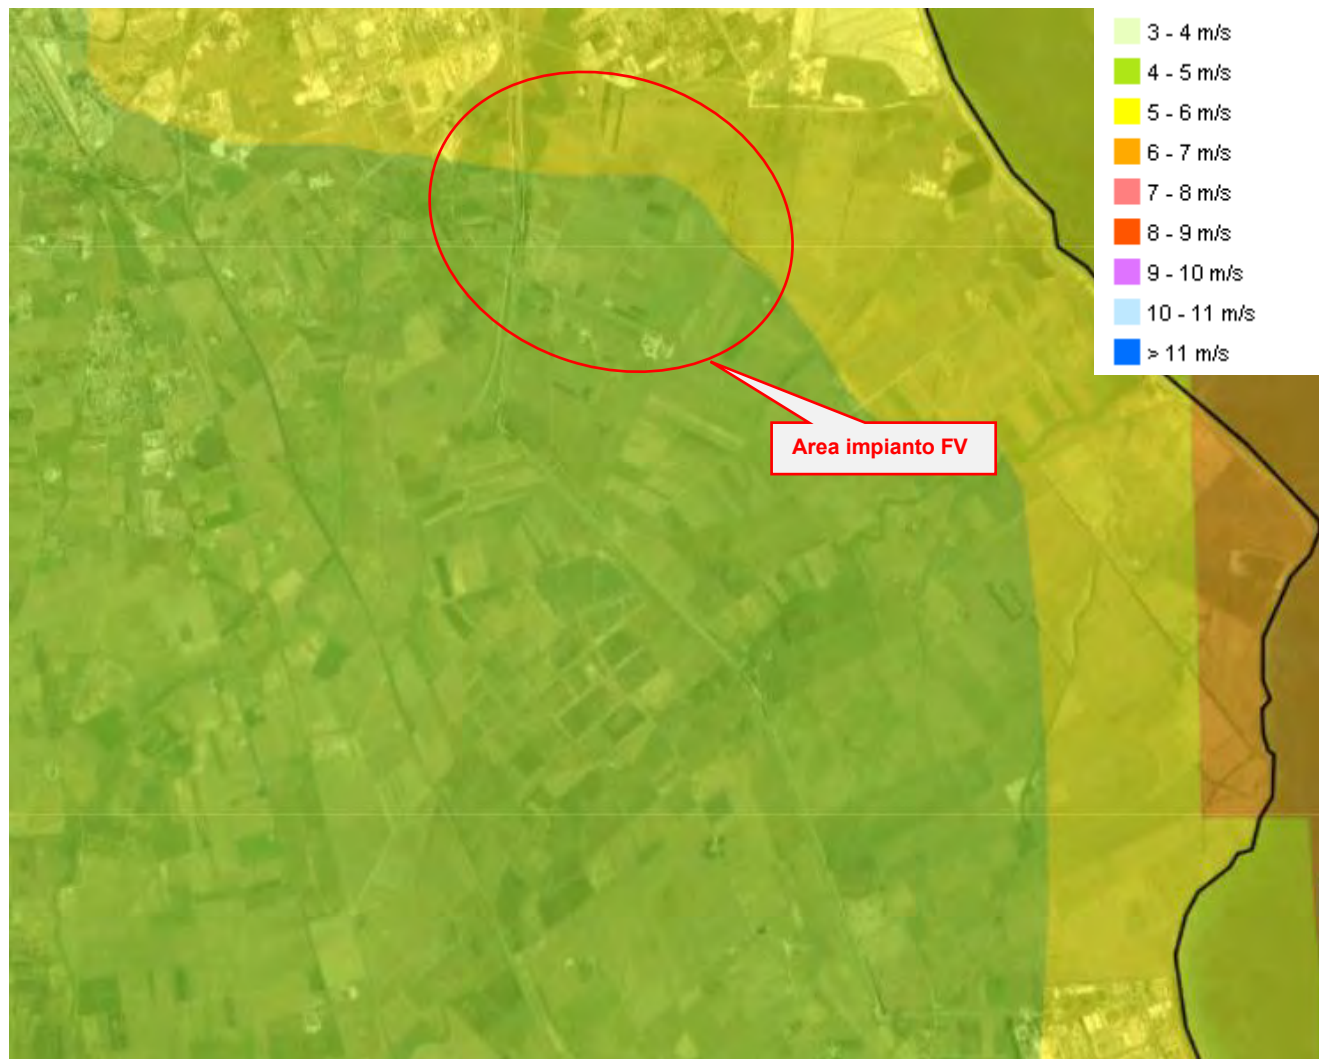 3 - 4 m/s
4 - 5 m/s
5 - 6 m/s
6 - 7 m/s
7 - 8 m/s
8 - 9 m/s
9 - 10 m/s
10 - 11 m/s
> 11 m/s
Area impianto FV